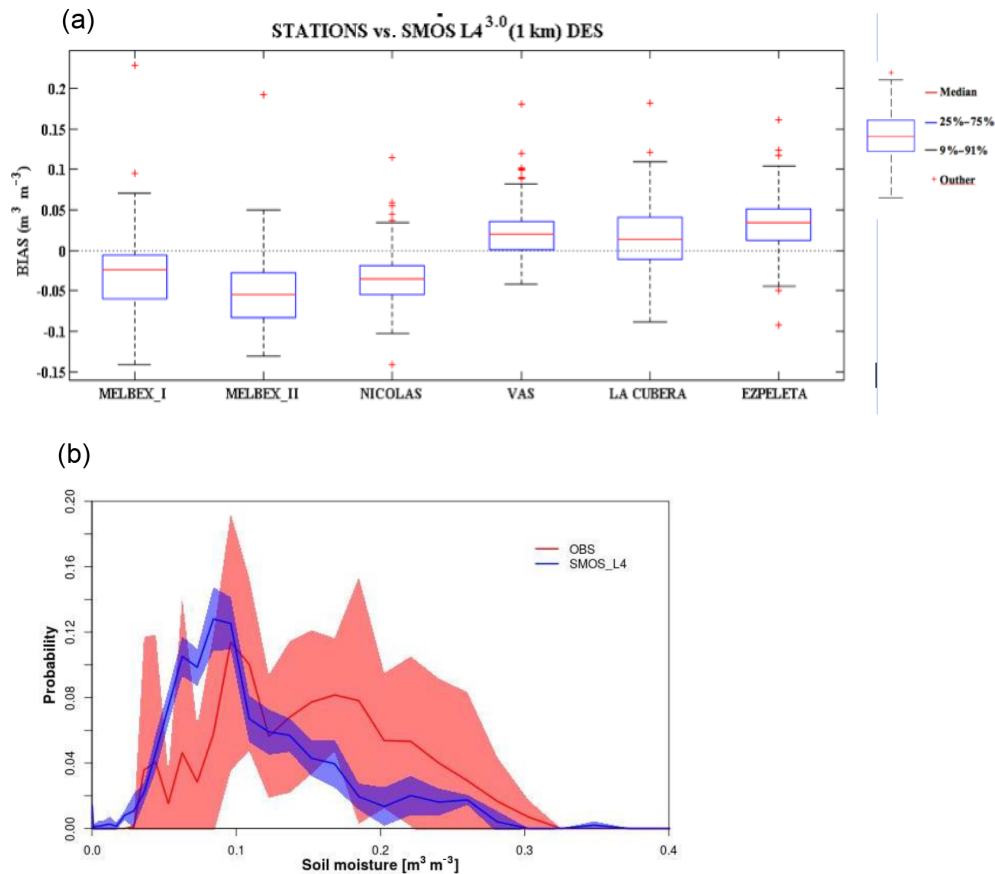 (a)
STATIONS vs. SMOS L4^3.0 (1 km) DES
BIAS (m³ m⁻³)
0.2
0.15
0.1
0.05
0
-0.05
-0.1
-0.15
MELBEX_I MELBEX_II NICOLAS VAS LA CUBERA EZPELETA
Median
25%-75%
9%-91%
Outher
(b)
Probability
0.20
0.16
0.12
0.08
0.04
0.00
OBS
SMOS_L4
0.0 0.1 0.2 0.3 0.4
Soil moisture [m³ m⁻³]